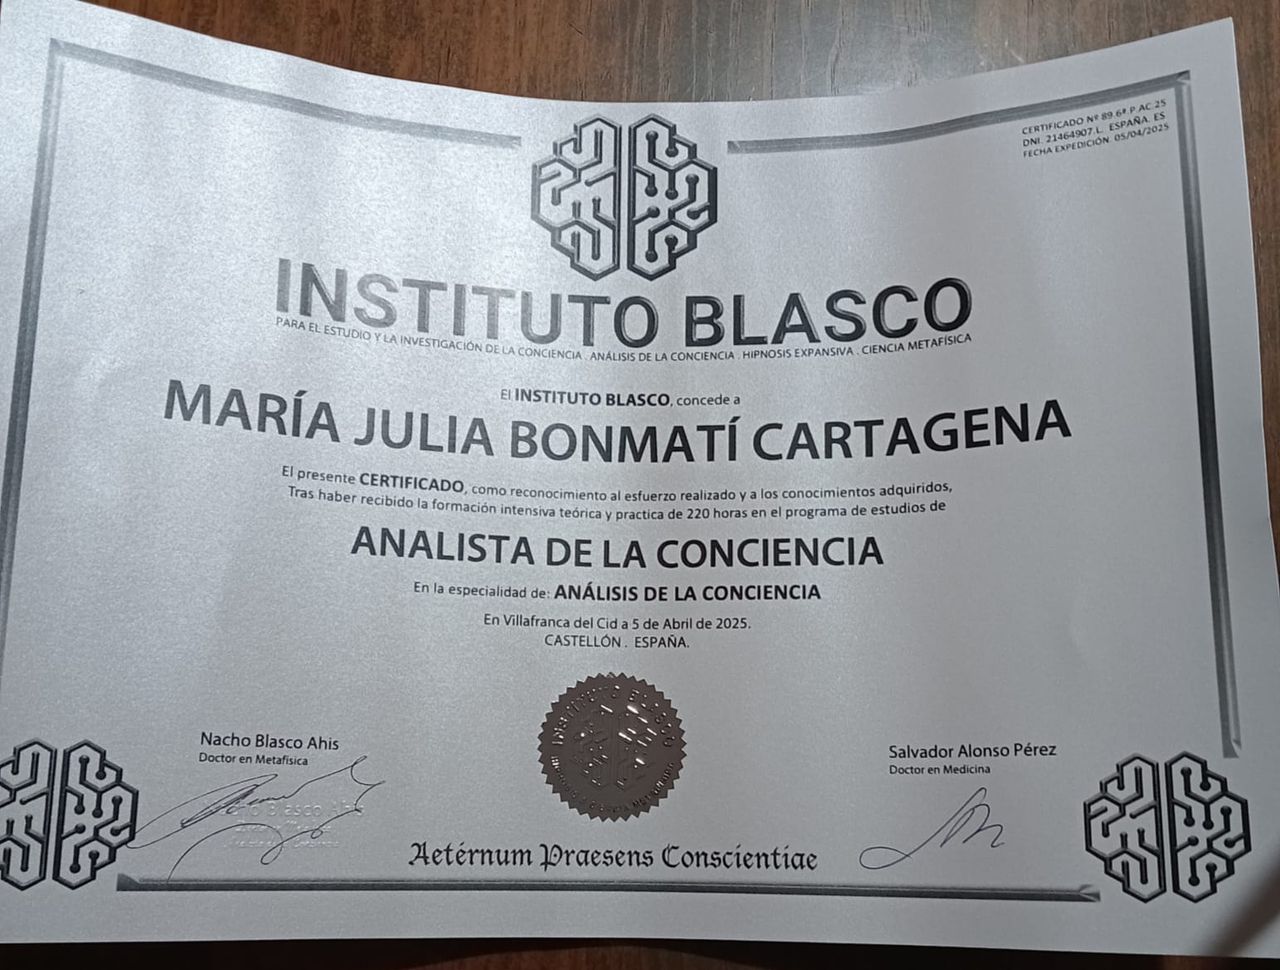 CERTIFICADO Nº 89.6ª.P.AC.25
DNI. 21464907.L. ESPAÑA. ES
FECHA EXPEDICIÓN. 05/04/2025
INSTITUTO BLASCO
PARA EL ESTUDIO Y LA INVESTIGACIÓN DE LA CONCIENCIA . ANÁLISIS DE LA CONCIENCIA . HIPNOSIS EXPANSIVA . CIENCIA METAFÍSICA
El INSTITUTO BLASCO, concede a
MARÍA JULIA BONMATÍ CARTAGENA
El presente CERTIFICADO, como reconocimiento al esfuerzo realizado y a los conocimientos adquiridos,
Tras haber recibido la formación intensiva teórica y practica de 220 horas en el programa de estudios de
ANALISTA DE LA CONCIENCIA
En la especialidad de: ANÁLISIS DE LA CONCIENCIA
En Villafranca del Cid a 5 de Abril de 2025.
CASTELLÓN . ESPAÑA.
INSTITUTO BLASCO
Nacho Blasco Ahis
Doctor en Metafísica
Salvador Alonso Pérez
Doctor en Medicina
Aetérnum Praesens Conscientiae